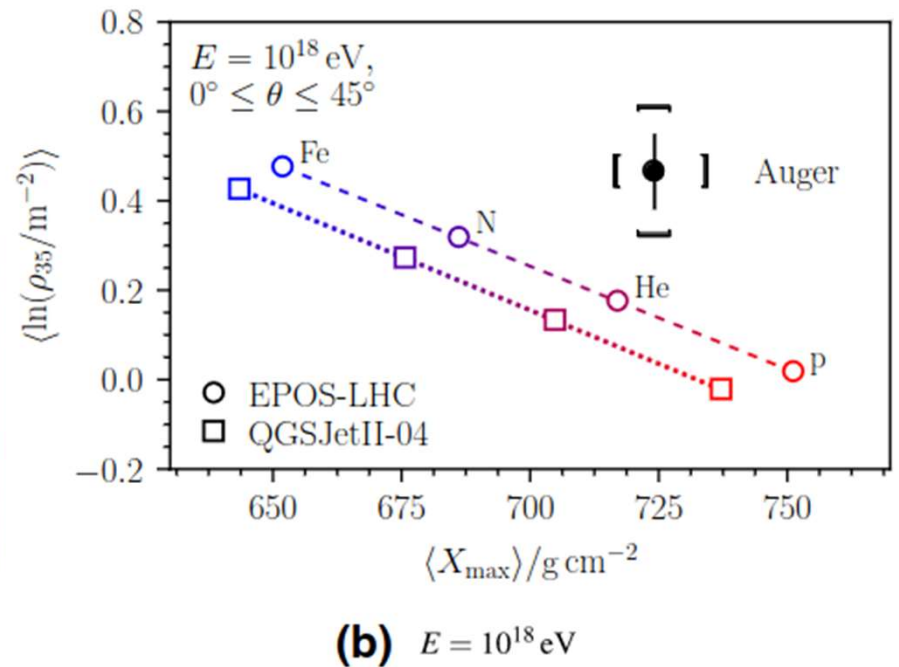 0.8
0.6
0.4
0.2
0.0
−0.2
⟨ln(ρ35/m−2)⟩
E = 10^18 eV,
0° ≤ θ ≤ 45°
Fe
N
He
p
Auger
EPOS-LHC
QGSJetII-04
650 675 700 725 750
⟨Xmax⟩/g cm−2
(b) E = 10^18 eV